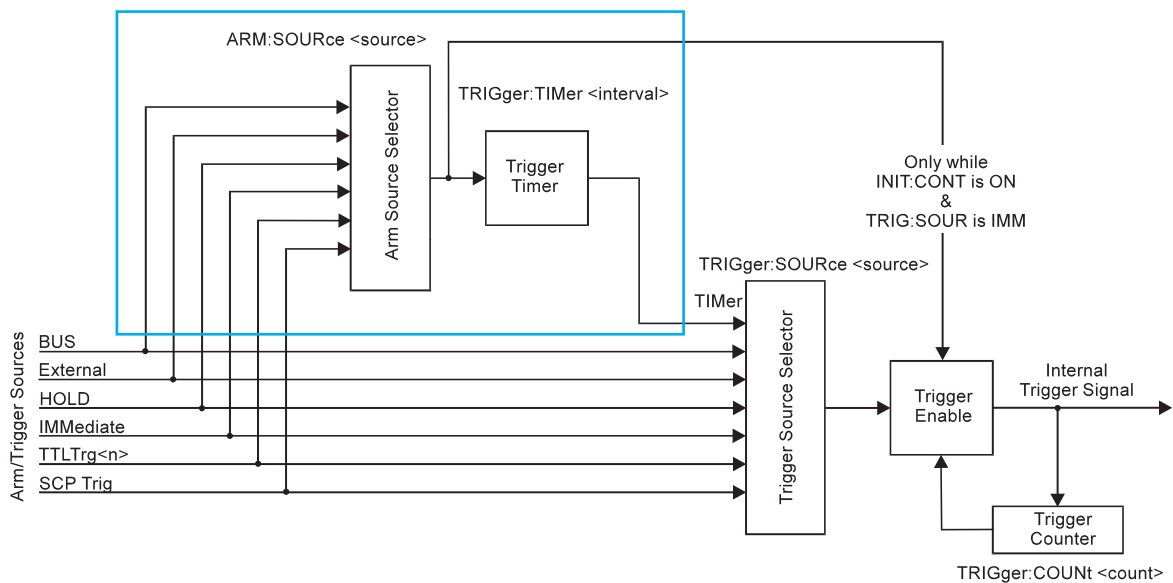 ARM:SOURce <source>
Arm Source Selector
TRIGger:TIMer <interval>
Trigger
Timer
Only while
INIT:CONT is ON
&
TRIG:SOUR is IMM
TRIGger:SOURce <source>
TIMer
Arm/Trigger Sources
BUS
External
HOLD
IMMediate
TTLTrg<n>
SCP Trig
Trigger Source Selector
Trigger
Enable
Internal
Trigger Signal
Trigger
Counter
TRIGger:COUNt <count>